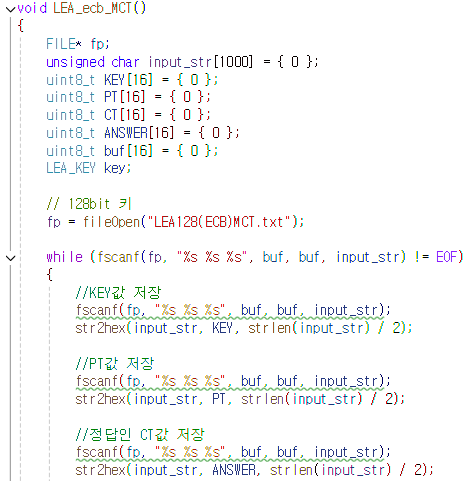 void LEA_ecb_MCT()
{
FILE* fp;
unsigned char input_str[1000] = { 0 };
uint8_t KEY[16] = { 0 };
uint8_t PT[16] = { 0 };
uint8_t CT[16] = { 0 };
uint8_t ANSWER[16] = { 0 };
uint8_t buf[16] = { 0 };
LEA_KEY key;
// 128bit 키
fp = fileOpen("LEA128(ECB)MCT.txt");
while (fscanf(fp, "%s %s %s", buf, buf, input_str) != EOF)
{
//KEY값 저장
fscanf(fp, "%s %s %s", buf, buf, input_str);
str2hex(input_str, KEY, strlen(input_str) / 2);
//PT값 저장
fscanf(fp, "%s %s %s", buf, buf, input_str);
str2hex(input_str, PT, strlen(input_str) / 2);
//정답인 CT값 저장
fscanf(fp, "%s %s %s", buf, buf, input_str);
str2hex(input_str, ANSWER, strlen(input_str) / 2);